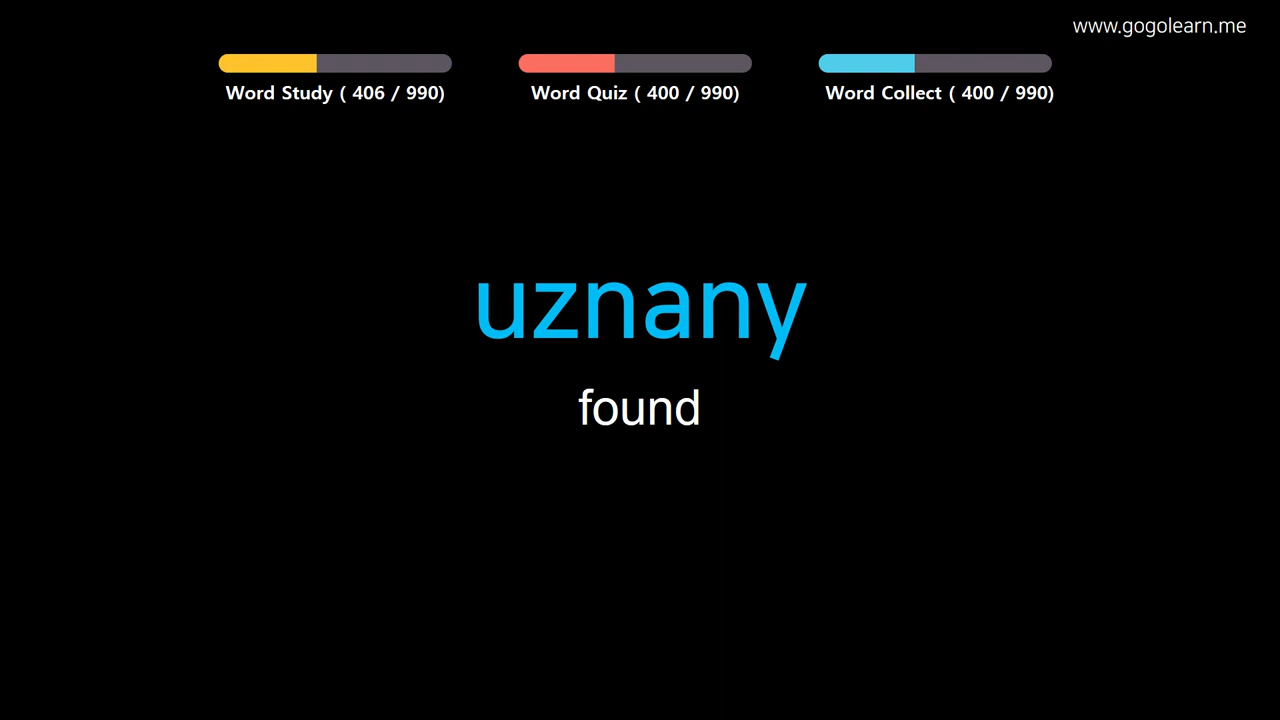 www.gogolearn.me
Word Study ( 406 / 990)
Word Quiz ( 400 / 990)
Word Collect ( 400 / 990)
uznany
found